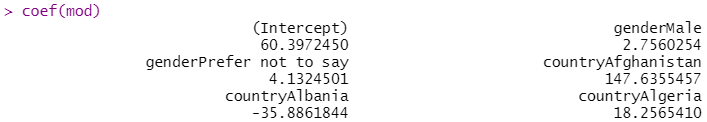 > coef(mod)
(Intercept) genderMale
60.3972450 2.7560254
genderPrefer not to say countryAfghanistan
4.1324501 147.6355457
countryAlbania countryAlgeria
-35.8861844 18.2565410